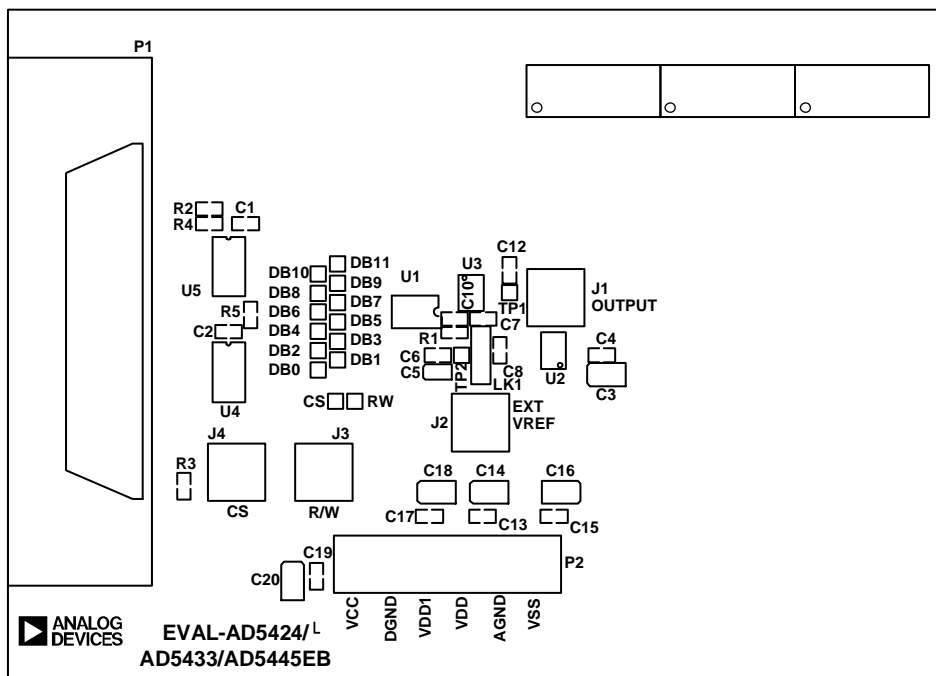 P1
R2
C1
R4
U5
R5
C2
U4
DB11
DB10
DB9
DB8
DB7
DB6
DB5
DB4
DB3
DB2
DB1
DB0
CS
RW
U1
U3
C10
C12
TP1
J1
OUTPUT
C7
R1
C6
C5
TP2
C8
LK1
U2
C4
C3
J2
EXT
VREF
J4
J3
R3
CS
R/W
C18
C14
C16
C17
C13
C15
C19
C20
P2
VCC
DGND
VDD1
VDD
AGND
VSS
ANALOG
DEVICES
EVAL-AD5424/
AD5433/AD5445EB